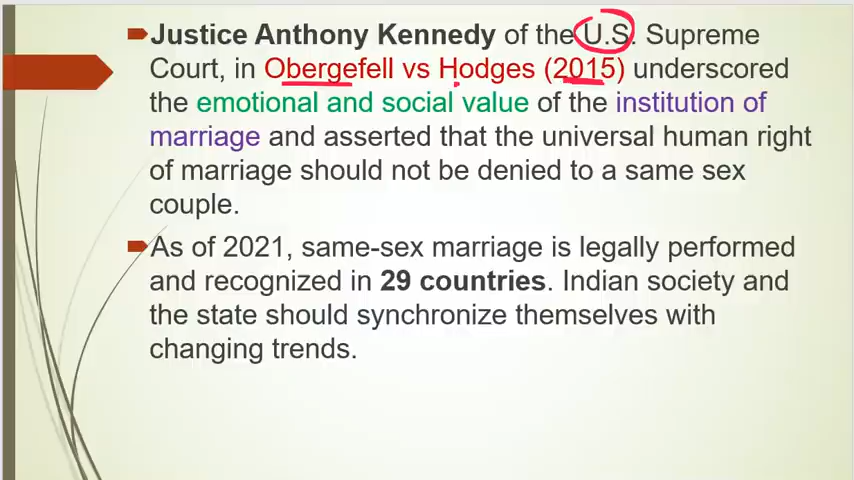 Justice Anthony Kennedy of the U.S. Supreme
Court, in Obergefell vs Hodges (2015) underscored
the emotional and social value of the institution of
marriage and asserted that the universal human right
of marriage should not be denied to a same sex
couple.
As of 2021, same-sex marriage is legally performed
and recognized in 29 countries. Indian society and
the state should synchronize themselves with
changing trends.